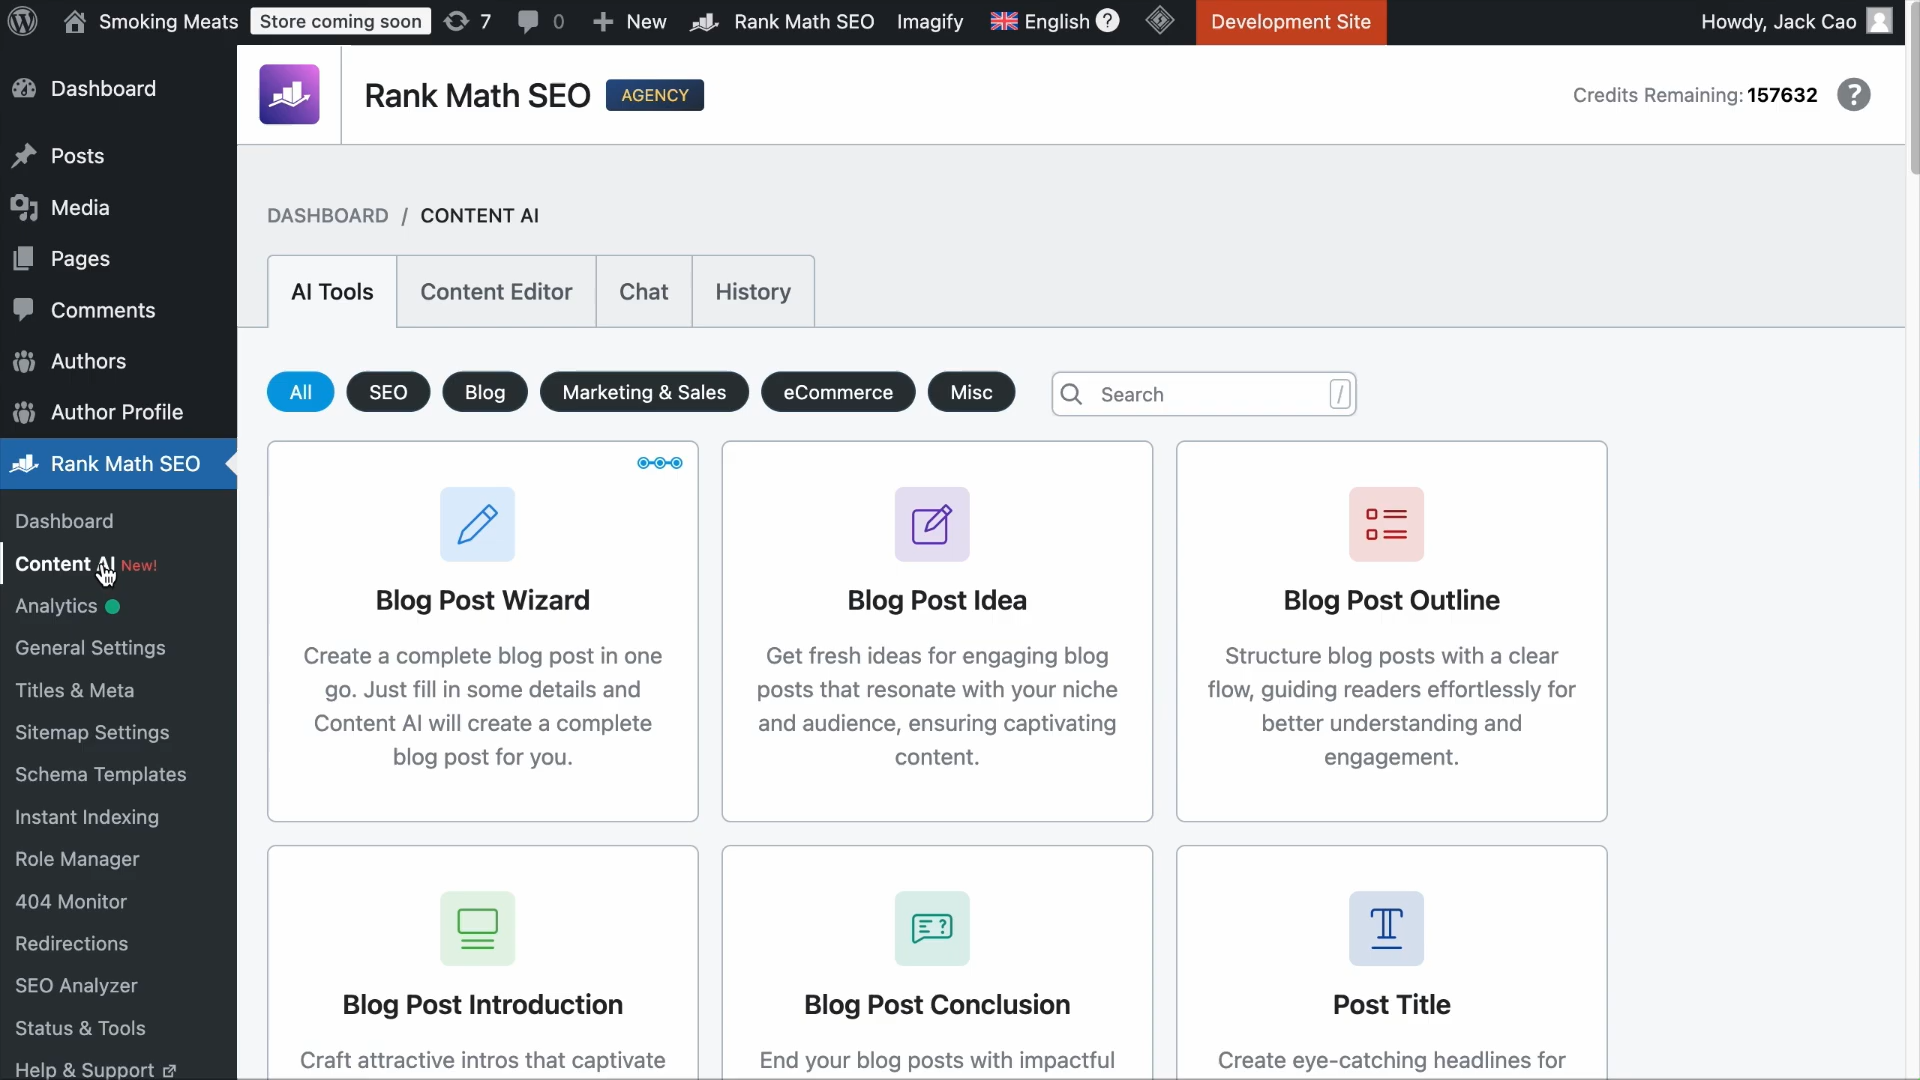 Smoking Meats Store coming soon 7 0 New Rank Math SEO Imagify English ? Development Site Howdy, Jack Cao
Dashboard
Posts
Media
Pages
Comments
Authors
Author Profile
Rank Math SEO
Dashboard
Content AI New!
Analytics
General Settings
Titles & Meta
Sitemap Settings
Schema Templates
Instant Indexing
Role Manager
404 Monitor
Redirections
SEO Analyzer
Status & Tools
Help & Support
Rank Math SEO AGENCY Credits Remaining: 157632 ?
DASHBOARD / CONTENT AI
AI Tools Content Editor Chat History
All SEO Blog Marketing & Sales eCommerce Misc Search /
Blog Post Wizard
Create a complete blog post in one
go. Just fill in some details and
Content AI will create a complete
blog post for you.
Blog Post Idea
Get fresh ideas for engaging blog
posts that resonate with your niche
and audience, ensuring captivating
content.
Blog Post Outline
Structure blog posts with a clear
flow, guiding readers effortlessly for
better understanding and
engagement.
Blog Post Introduction
Craft attractive intros that captivate
Blog Post Conclusion
End your blog posts with impactful
Post Title
Create eye-catching headlines for